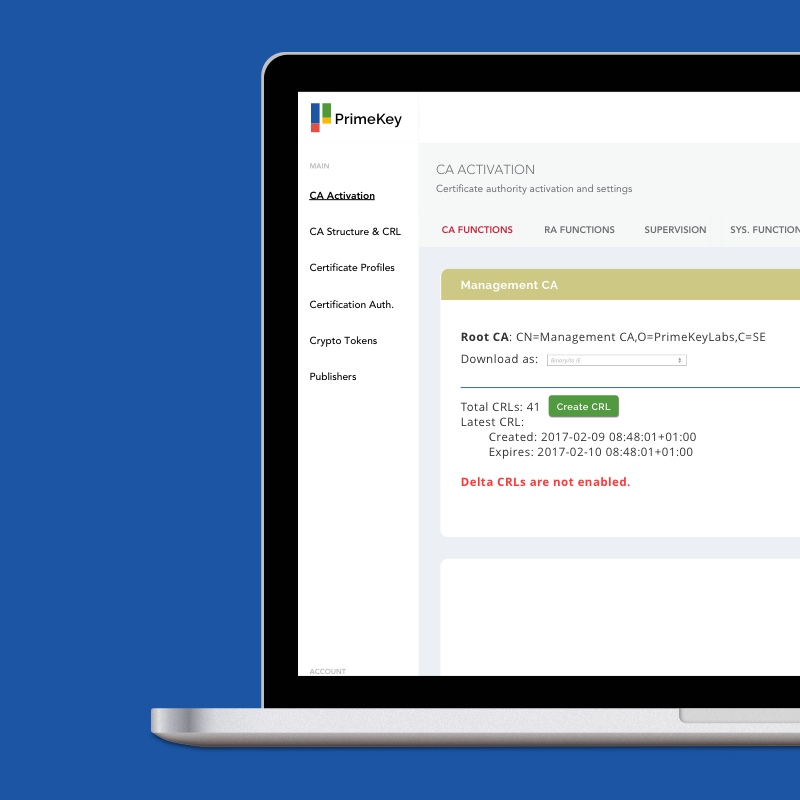 PrimeKey
MAIN
CA Activation
CA Structure & CRL
Certificate Profiles
Certification Auth.
Crypto Tokens
Publishers
ACCOUNT
CA ACTIVATION
Certificate authority activation and settings
CA FUNCTIONS RA FUNCTIONS SUPERVISION SYS. FUNCTION
Management CA
Root CA: CN=Management CA,O=PrimeKeyLabs,C=SE
Download as:
Total CRLs: 41 Create CRL
Latest CRL:
Created: 2017-02-09 08:48:01+01:00
Expires: 2017-02-10 08:48:01+01:00
Delta CRLs are not enabled.